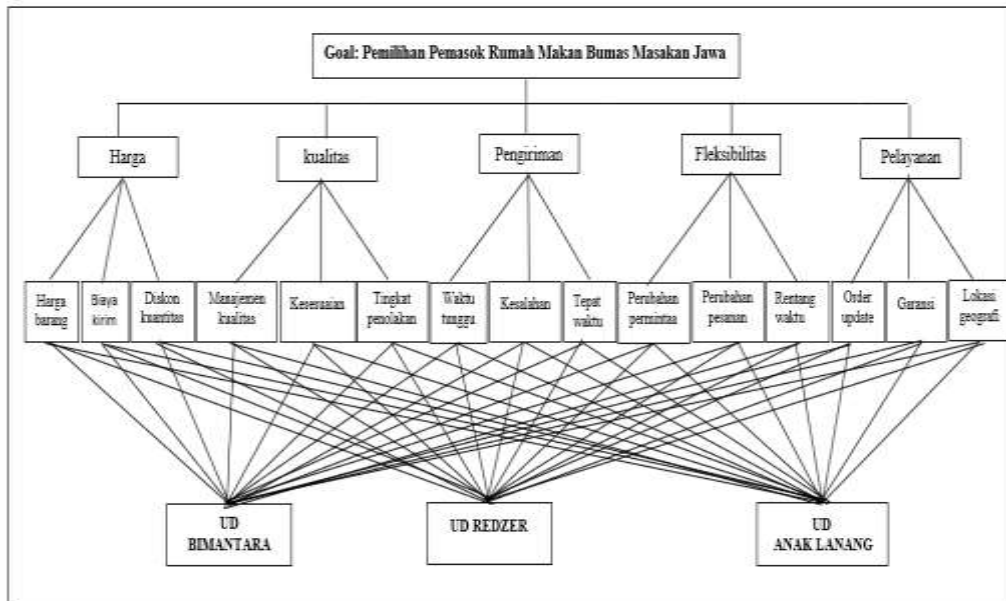 Goal: Pemilihan Pemasok Rumah Makan Bumas Masakan Jawa
Harga
kualitas
Pengiriman
Fleksibilitas
Pelayanan
Harga
barang
Biaya
kirim
Diskon
kuantitas
Manajemen
kualitas
Kesesuaian
Tingkat
penolakan
Waktu
tunggu
Kesalahan
Tepat
waktu
Perubahan
permintaa
Perubahan
pesanan
Rentang
waktu
Order
update
Garansi
Lokasi
geografi
UD
BIMANTARA
UD REDZER
UD
ANAK LANANG